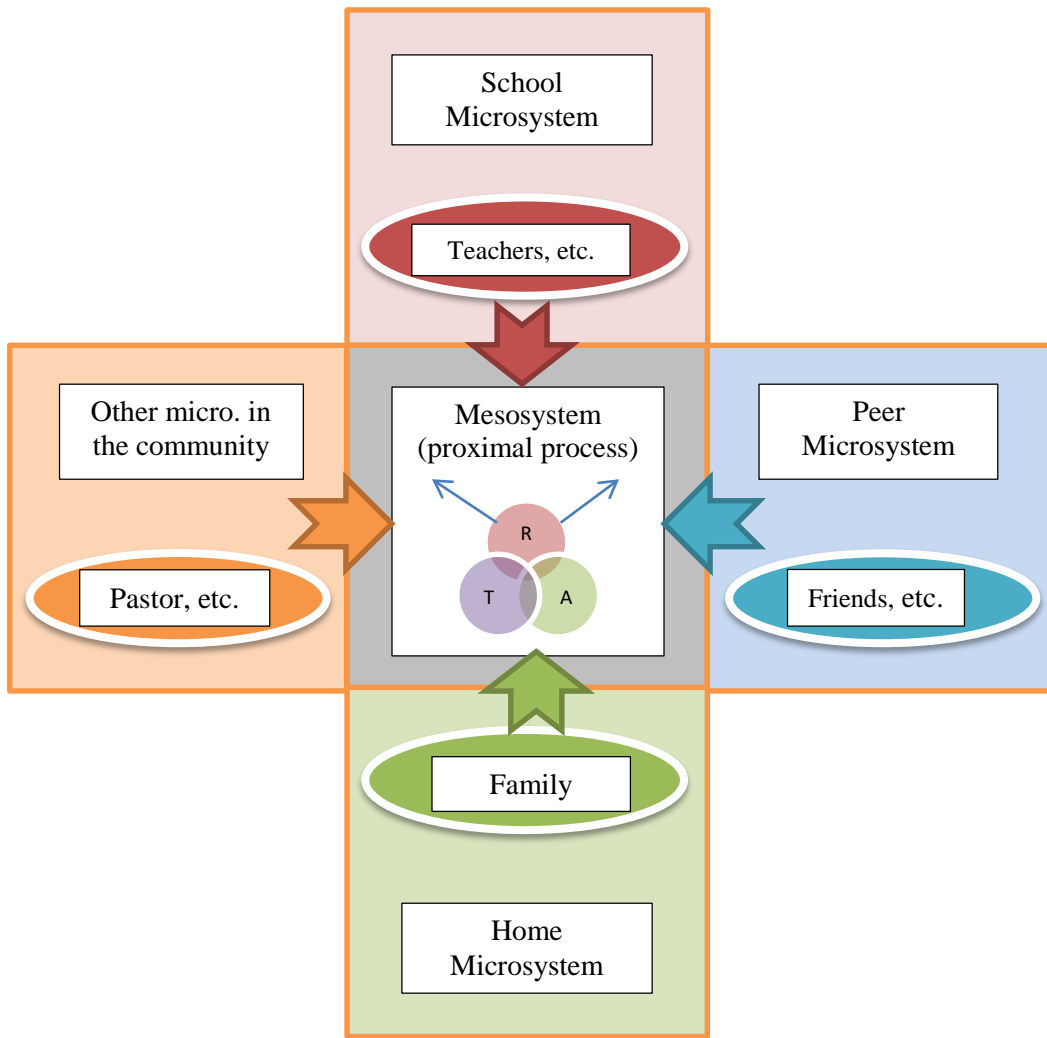 School
Microsystem
Teachers, etc.
Other micro. in
the community
Pastor, etc.
Mesosystem
(proximal process)
R
T
A
Peer
Microsystem
Friends, etc.
Family
Home
Microsystem